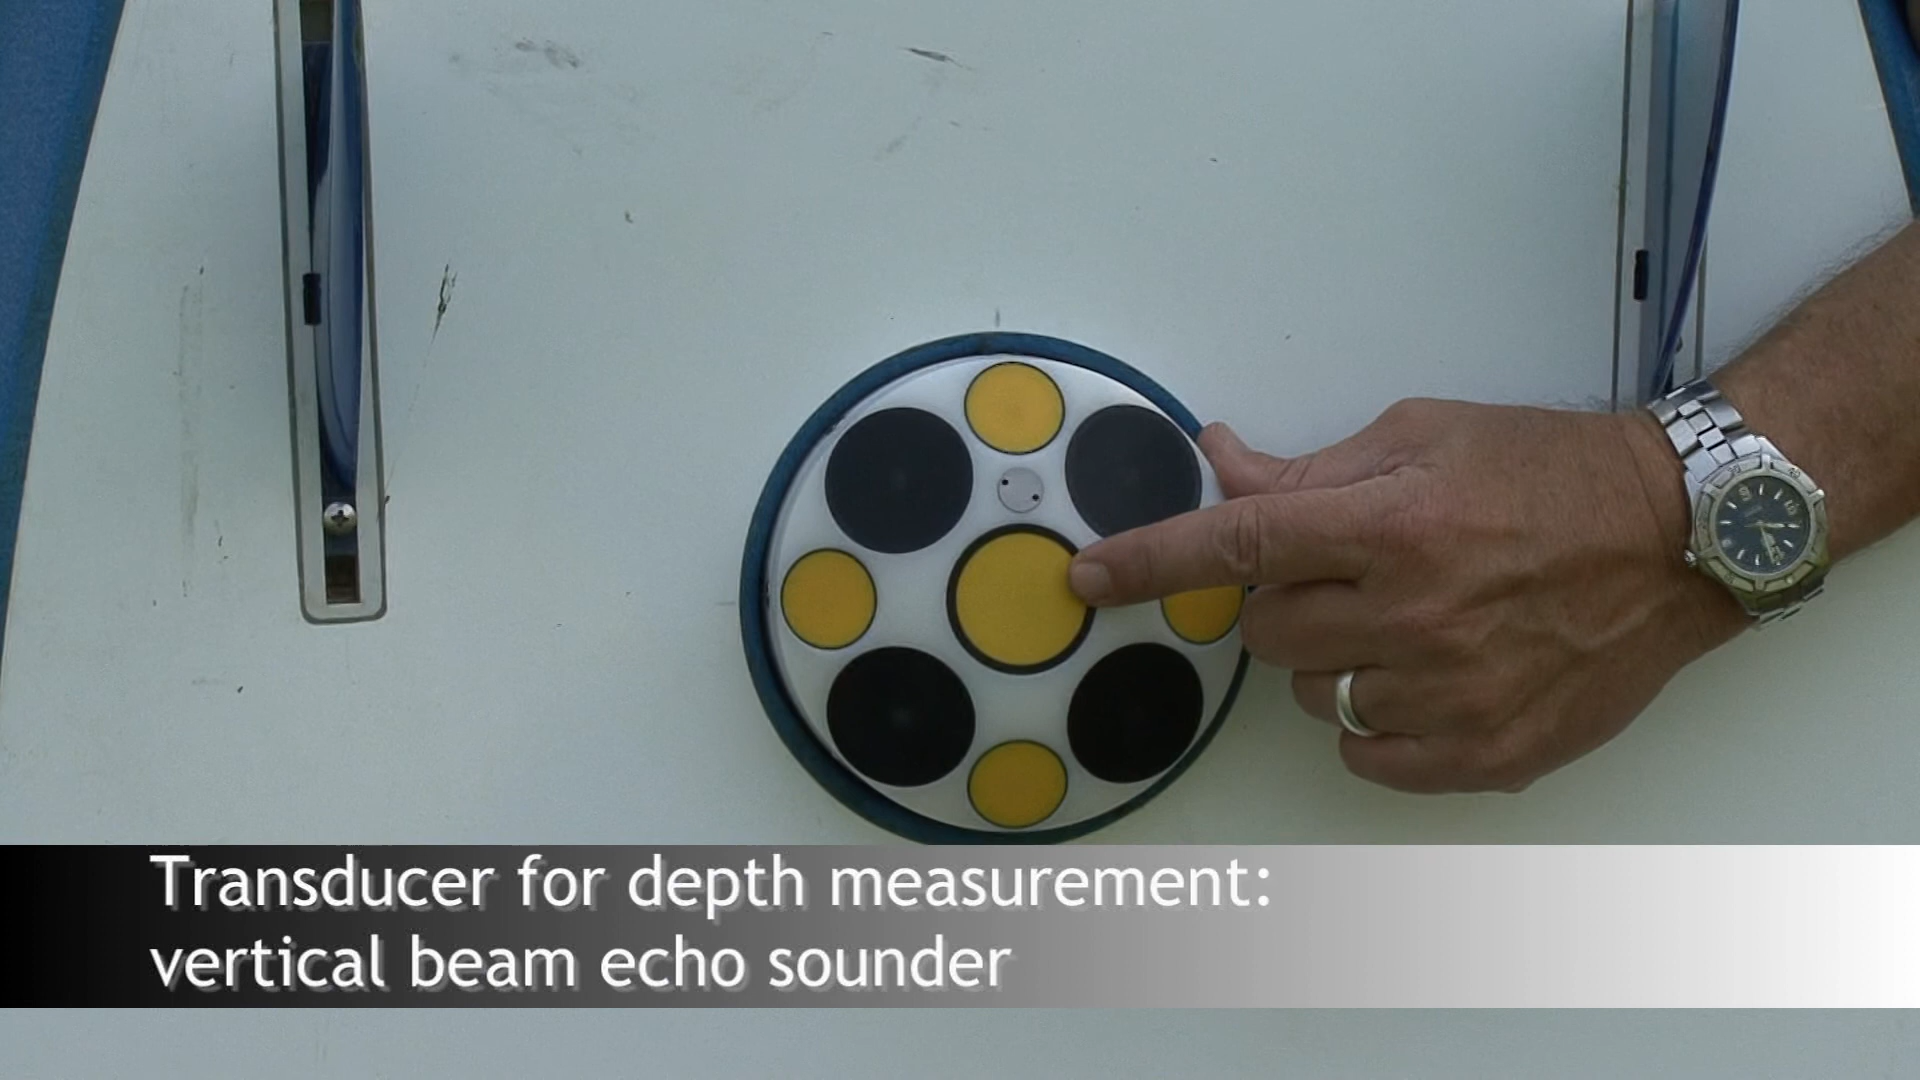 Transducer for depth measurement:
vertical beam echo sounder